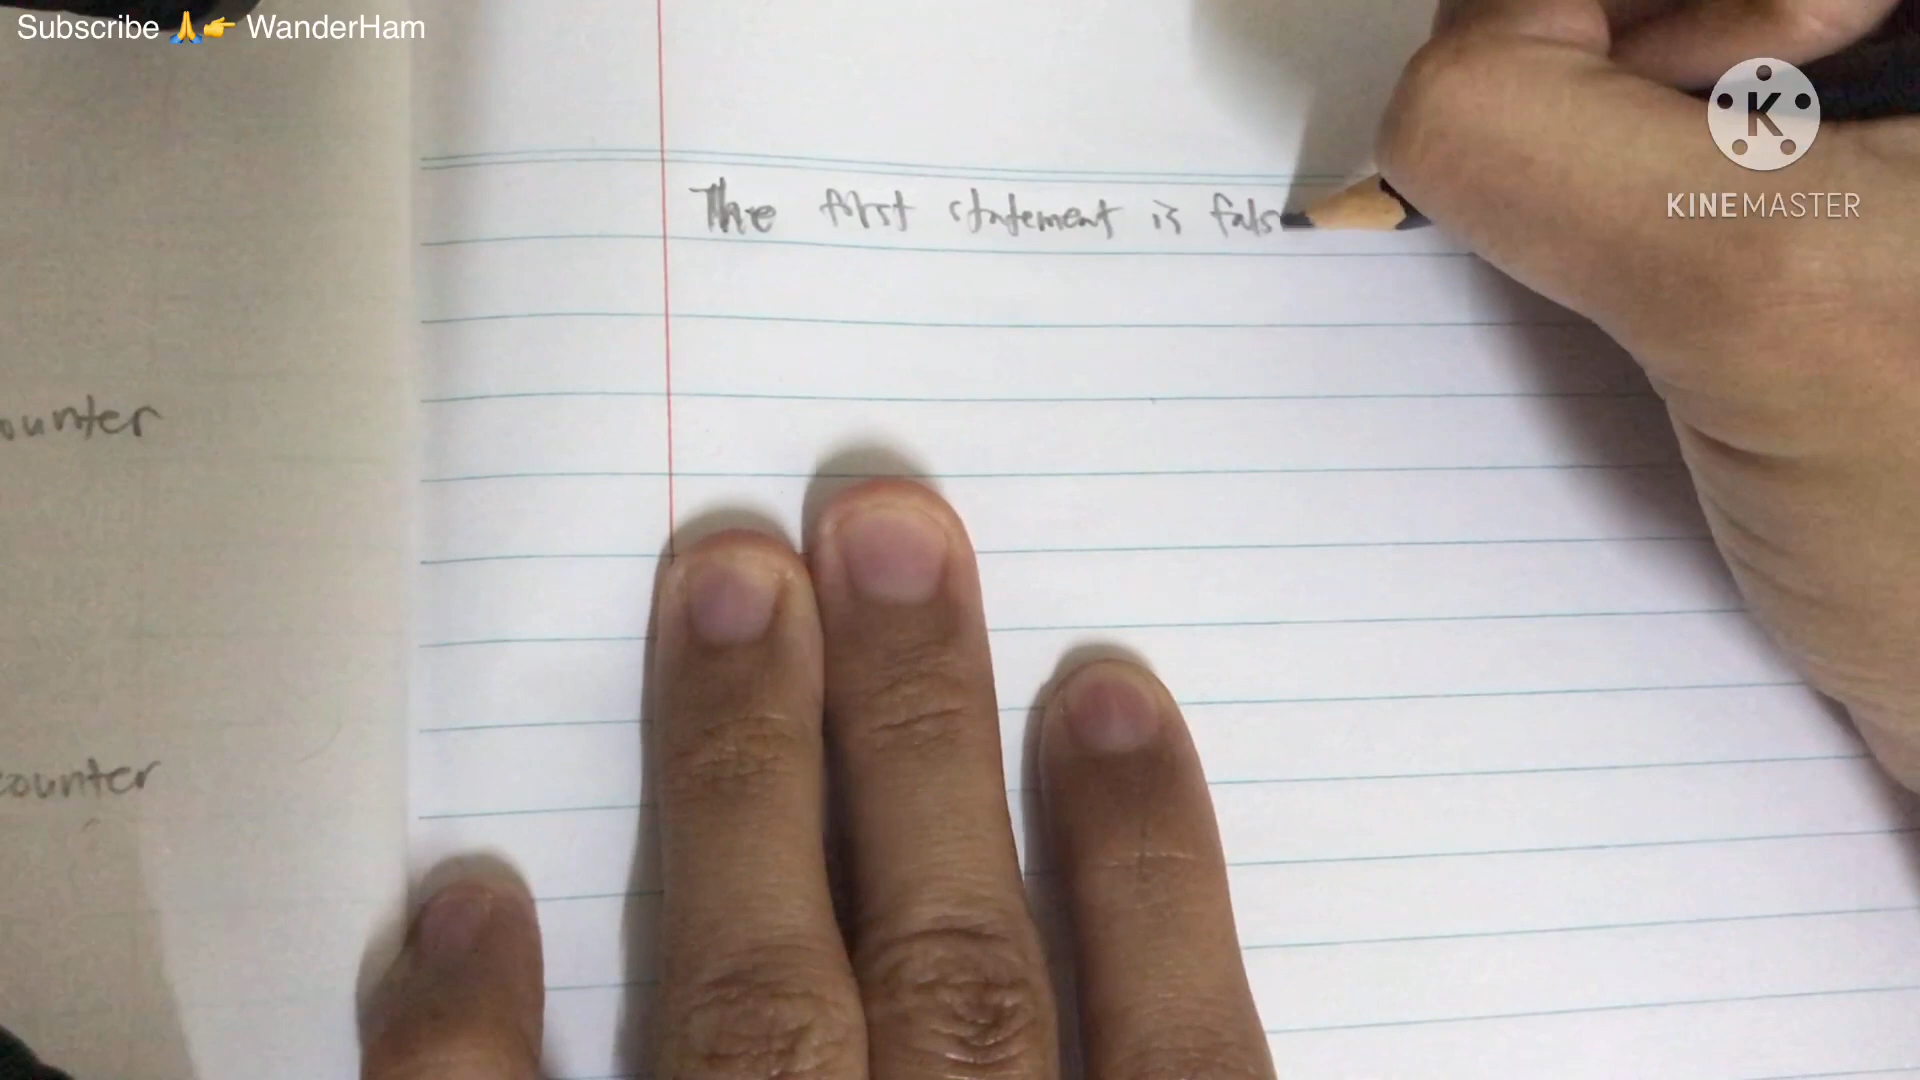 Subscribe 🙏👉 WanderHam
K
KINEMASTER
The first statement is fals
ounter
counter